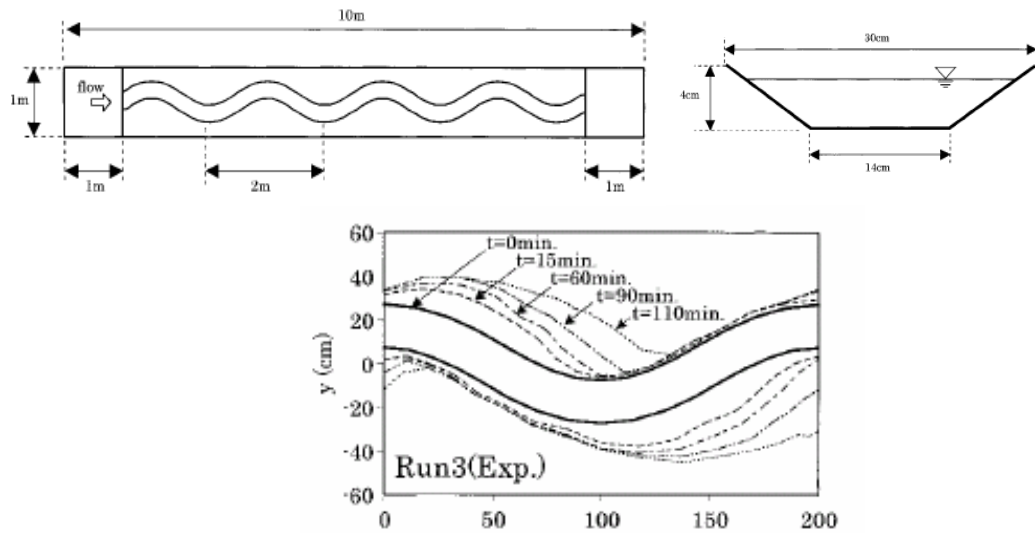 10m
1m
flow
1m
2m
1m
30cm
4cm
14cm
60
40
20
0
-20
-40
-60
y (cm)
t=0min.
t=15min.
t=60min.
t=90min.
t=110min.
Run3(Exp.)
0
50
100
150
200